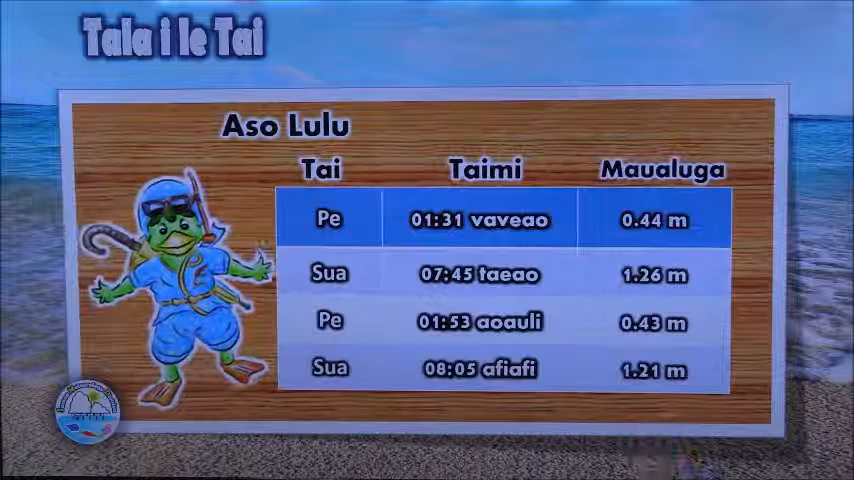 Tala i le Tai
Aso Lulu
Tai Taimi Maualuga
Pe 01:31 vaveao 0.44 m
Sua 07:45 taeao 1.26 m
Pe 01:53 aoauli 0.43 m
Sua 08:05 afiafi 1.21 m